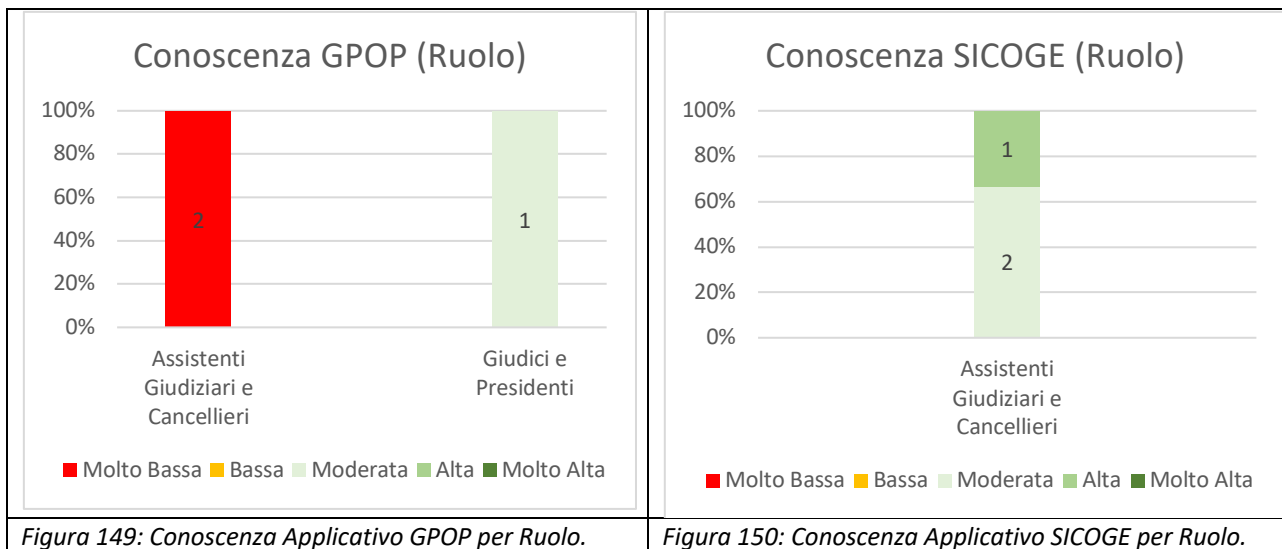 Conoscenza GPOP (Ruolo)
100%
80%
60%
40%
20%
0%
2
1
Assistenti
Giudiziari e
Cancellieri
Giudici e
Presidenti
Molto Bassa Bassa Moderata Alta Molto Alta
Figura 149: Conoscenza Applicativo GPOP per Ruolo.
Conoscenza SICOGE (Ruolo)
100%
80%
60%
40%
20%
0%
1
2
Assistenti
Giudiziari e
Cancellieri
Molto Bassa Bassa Moderata Alta Molto Alta
Figura 150: Conoscenza Applicativo SICOGE per Ruolo.